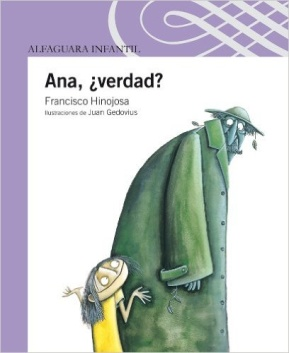 ALFAGUARA INFANTIL
Ana, ¿verdad?
Francisco Hinojosa
Ilustraciones de Juan Gedovius